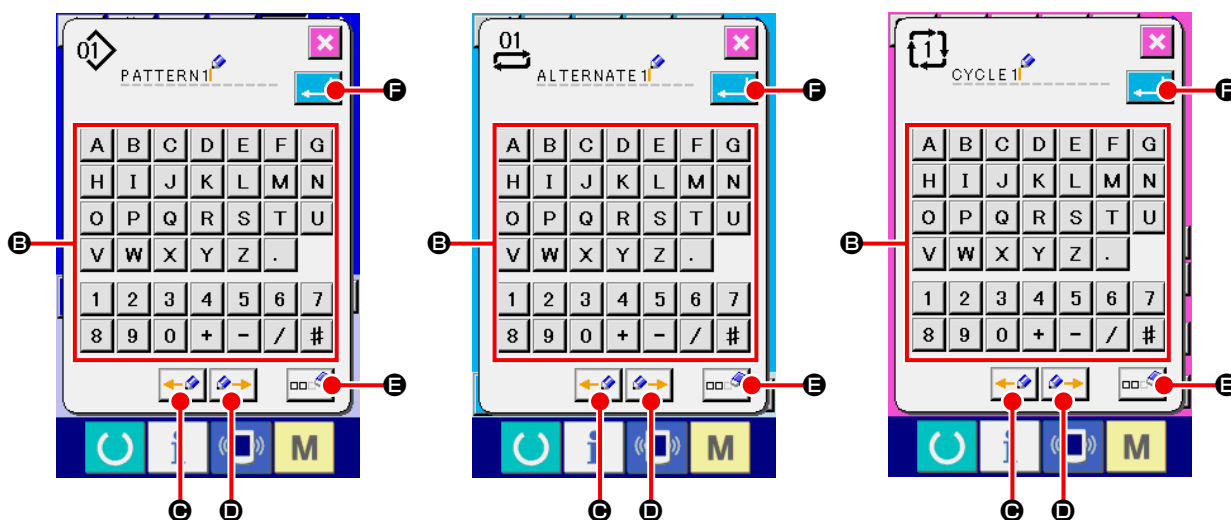 01
PATTERN1
F
A B C D E F G
H I J K L M N
O P Q R S T U
B
V W X Y Z .
1 2 3 4 5 6 7
8 9 0 + - / #
E
i M
C D
01
ALTERNATE1
F
A B C D E F G
H I J K L M N
O P Q R S T U
B
V W X Y Z .
1 2 3 4 5 6 7
8 9 0 + - / #
E
i M
C D
1
CYCLE1
F
A B C D E F G
H I J K L M N
O P Q R S T U
B
V W X Y Z .
1 2 3 4 5 6 7
8 9 0 + - / #
E
i M
C D